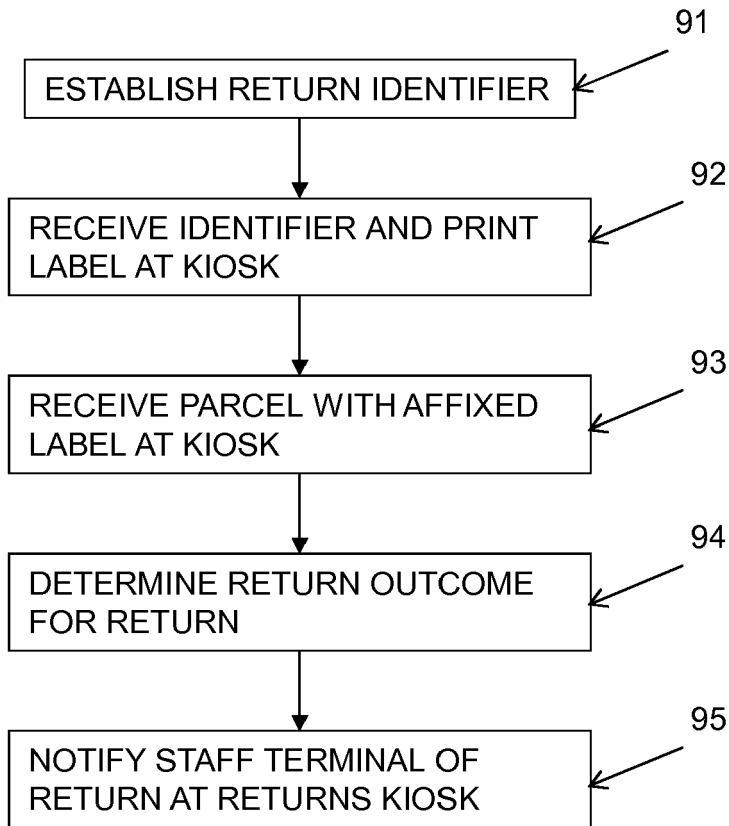 91
ESTABLISH RETURN IDENTIFIER
92
RECEIVE IDENTIFIER AND PRINT
LABEL AT KIOSK
93
RECEIVE PARCEL WITH AFFIXED
LABEL AT KIOSK
94
DETERMINE RETURN OUTCOME
FOR RETURN
95
NOTIFY STAFF TERMINAL OF
RETURN AT RETURNS KIOSK